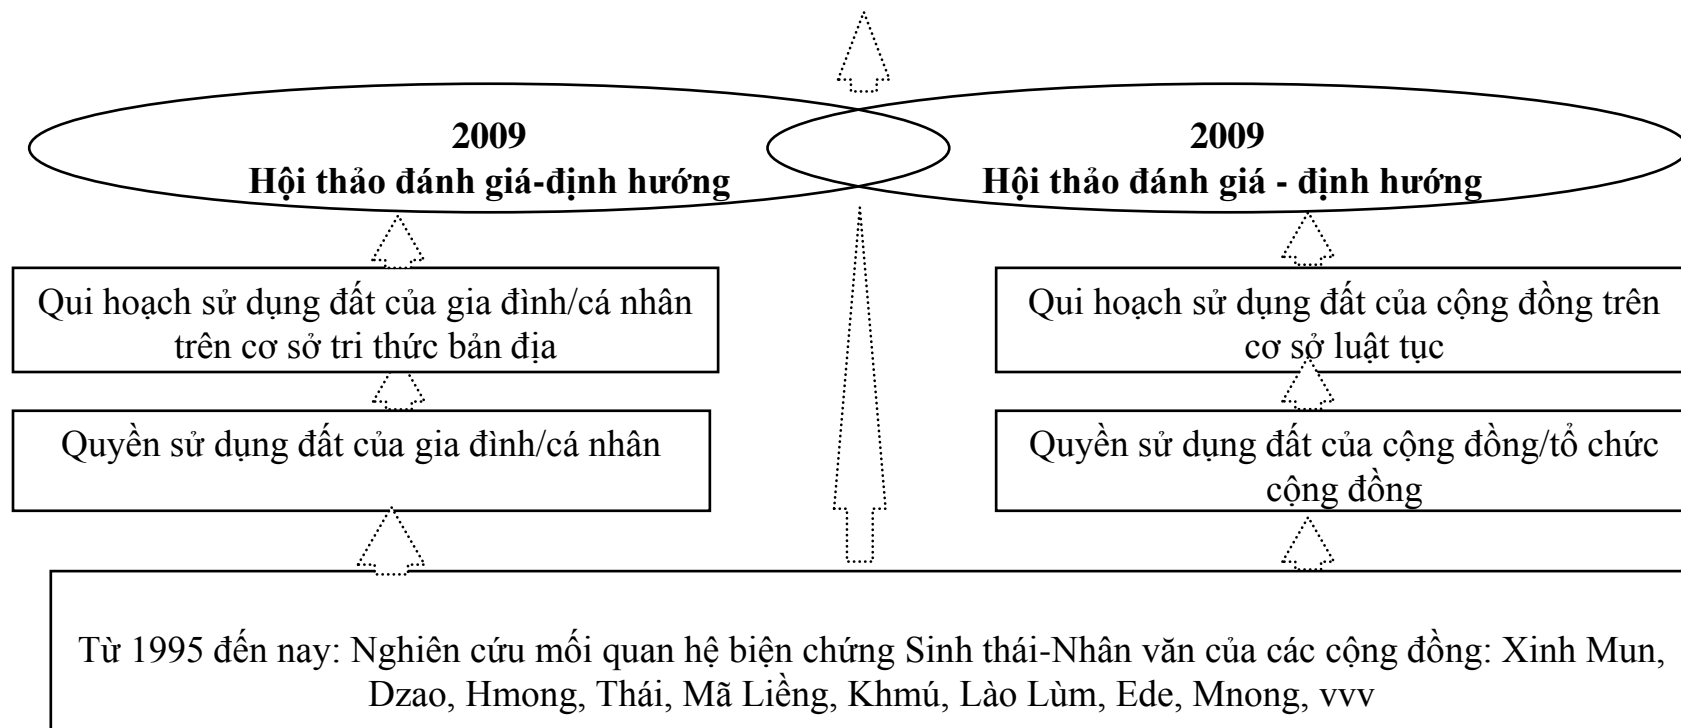 2009
Hội thảo đánh giá-định hướng
2009
Hội thảo đánh giá - định hướng
Qui hoạch sử dụng đất của gia đình/cá nhân
trên cơ sở tri thức bản địa
Qui hoạch sử dụng đất của cộng đồng trên
cơ sở luật tục
Quyền sử dụng đất của gia đình/cá nhân
Quyền sử dụng đất của cộng đồng/tổ chức
cộng đồng
Từ 1995 đến nay: Nghiên cứu mối quan hệ biện chứng Sinh thái-Nhân văn của các cộng đồng: Xinh Mun,
Dzao, Hmong, Thái, Mã Liềng, Khmú, Lào Lùm, Ede, Mnong, vvv